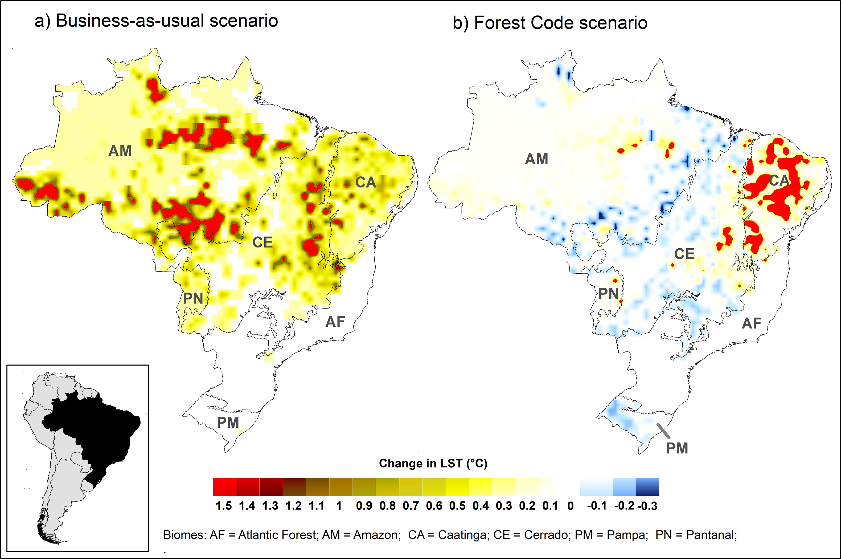 a) Business-as-usual scenario
b) Forest Code scenario
AM
CA
CE
PN
AF
PM
AM
CA
CE
PN
AF
PM
Change in LST (°C)
1.5 1.4 1.3 1.2 1.1 1 0.9 0.8 0.7 0.6 0.5 0.4 0.3 0.2 0.1 0 -0.1 -0.2 -0.3
Biomes: AF = Atlantic Forest; AM = Amazon; CA = Caatinga; CE = Cerrado; PM = Pampa; PN = Pantanal;